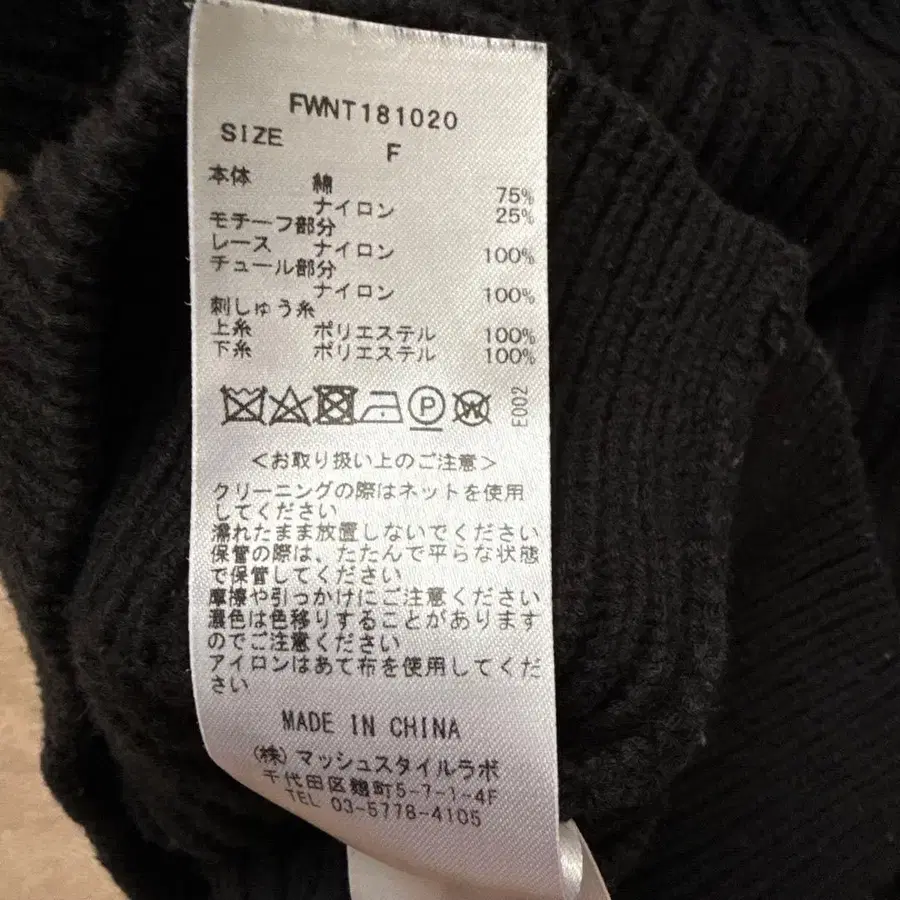 FWNT181020
SIZE F
本体 綿 75%
ナイロン 25%
モチーフ部分
レース ナイロン 100%
チュール部分
ナイロン 100%
刺しゅう糸
上糸 ポリエステル 100%
下糸 ポリエステル 100%
P W E002
<お取り扱い上のご注意>
クリーニングの際はネットを使用
してください
濡れたまま放置しないでください
保管の際は、たたんで平らな状態
で保管してください
摩擦や引っかけにご注意ください
濃色は色移りすることがあります
のでご注意ください
アイロンはあて布を使用してくだ
さい
MADE IN CHINA
(株)マッシュスタイルラボ
千代田区麹町5-7-1-4F
TEL 03-5778-4105